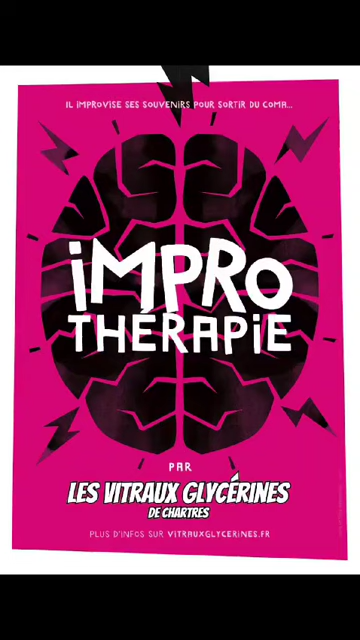 IL IMPROVISE SES SOUVENIRS POUR SORTIR DU COMA...
iMPRO
THÉRAPiE
PAR
LES VITRAUX GLYCÉRINES
DE CHARTRES
PLUS D'INFOS SUR VITRAUXGLYCERINES.FR